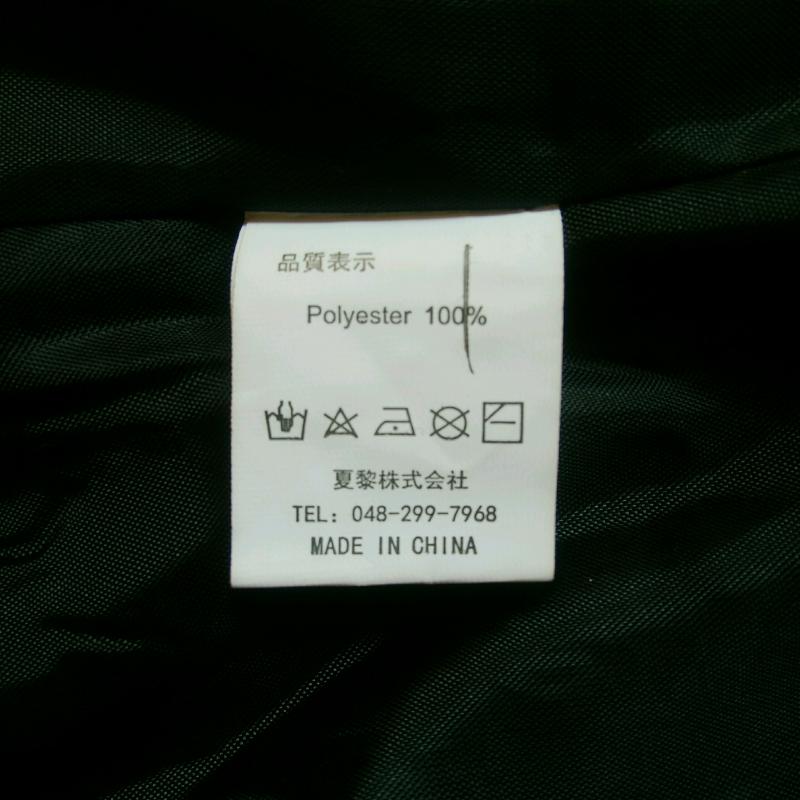 品質表示
Polyester 100%
夏黎株式会社
TEL: 048-299-7968
MADE IN CHINA